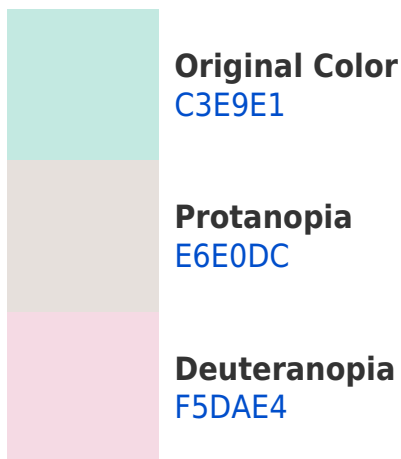 Original Color
C3E9E1
Protanopia
E6E0DC
Deuteranopia
F5DAE4